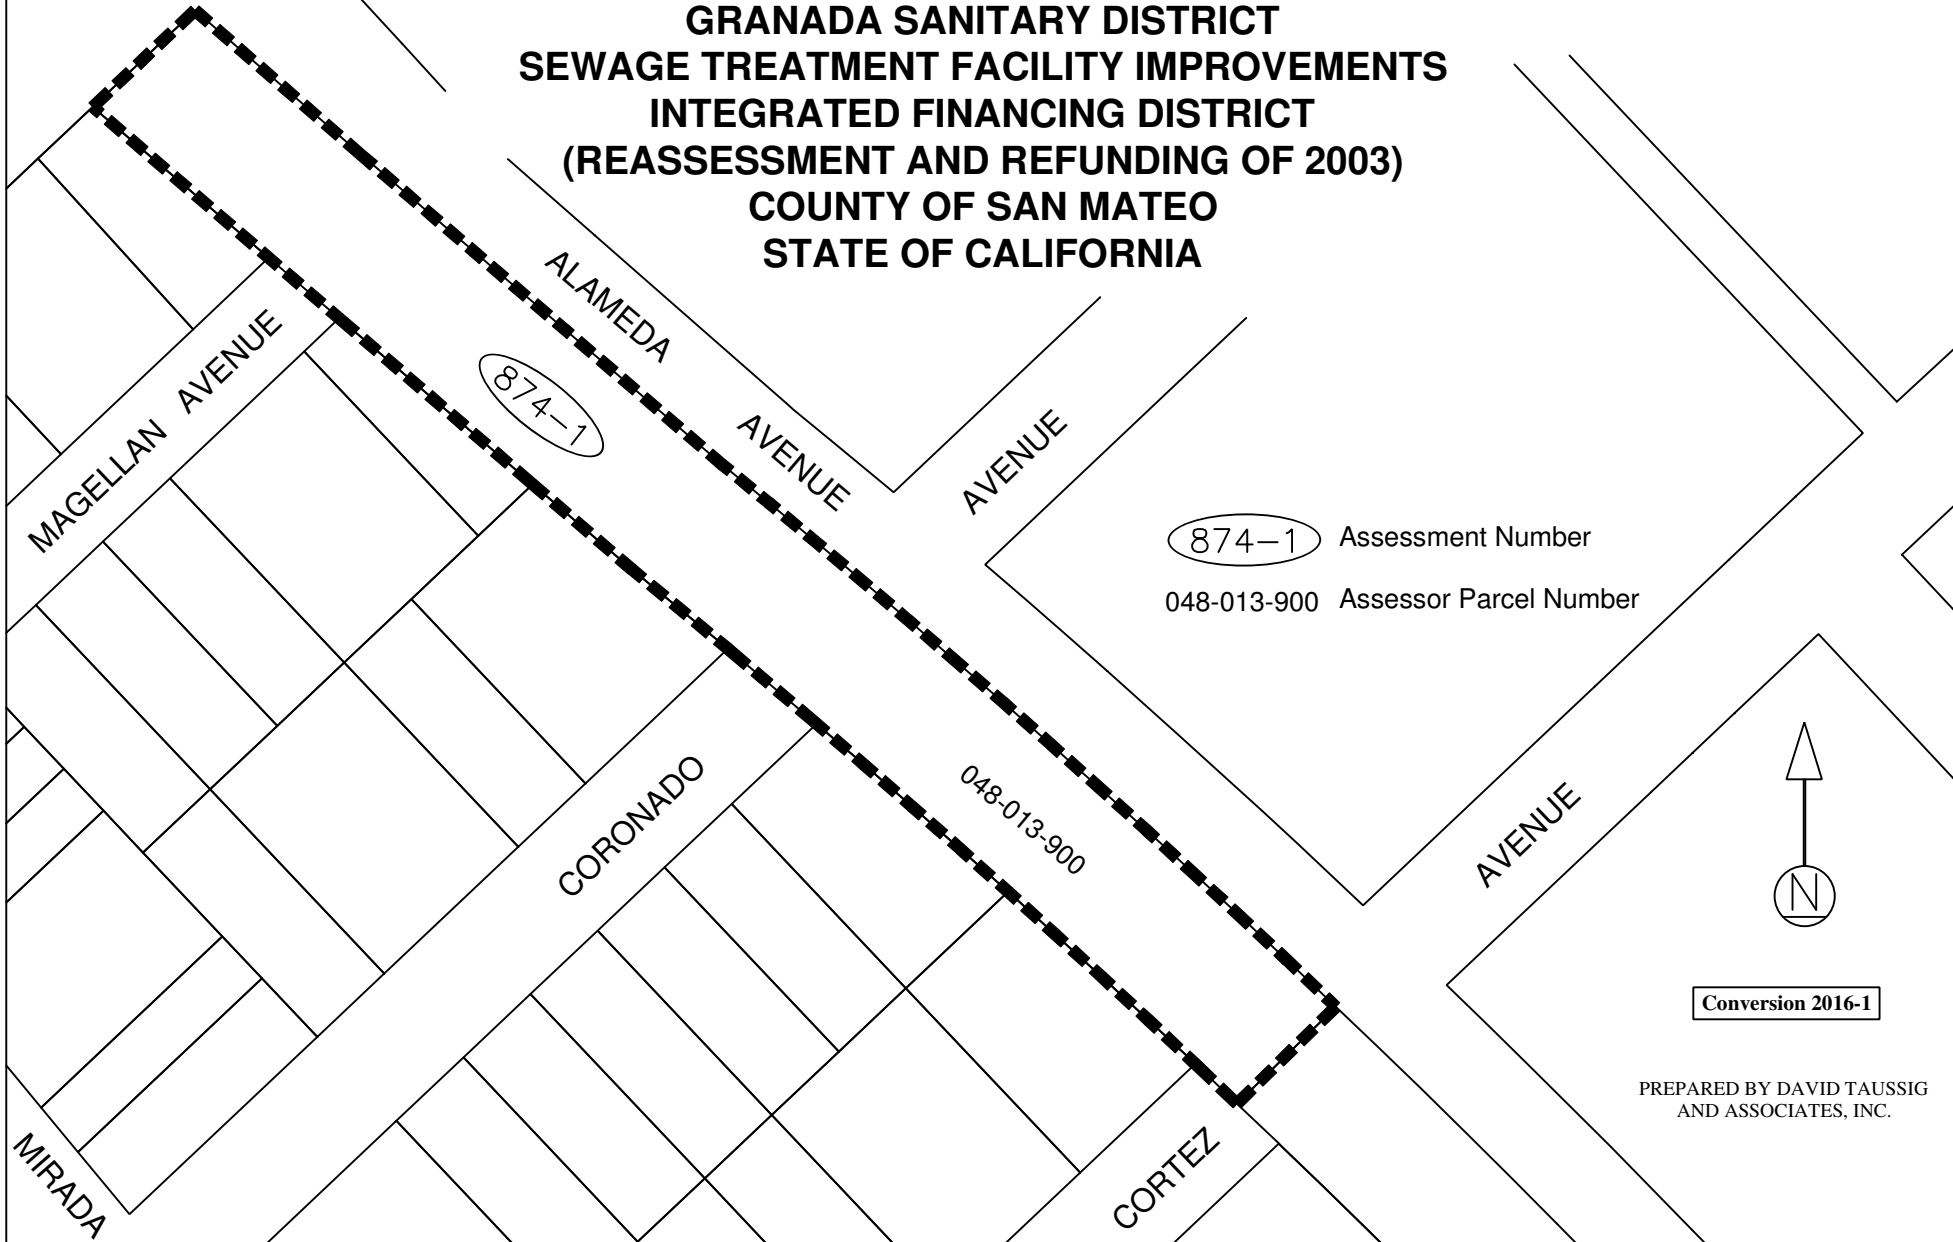 GRANADA SANITARY DISTRICT
SEWAGE TREATMENT FACILITY IMPROVEMENTS
INTEGRATED FINANCING DISTRICT
(REASSESSMENT AND REFUNDING OF 2003)
COUNTY OF SAN MATEO
STATE OF CALIFORNIA
ALAMEDA
AVENUE
MAGELLAN AVENUE
874-1
AVENUE
874-1 Assessment Number
048-013-900 Assessor Parcel Number
CORONADO
048-013-900
AVENUE
N
Conversion 2016-1
PREPARED BY DAVID TAUSSIG
AND ASSOCIATES, INC.
MIRADA
CORTEZ